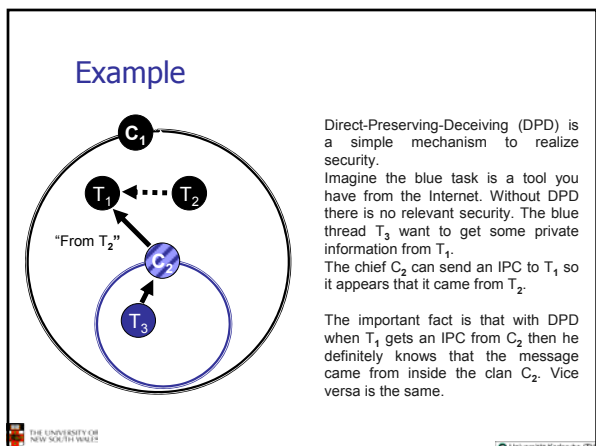 Example
C1
T1
T2
"From T2"
C2
T3
Direct-Preserving-Deceiving (DPD) is
a simple mechanism to realize
security.
Imagine the blue task is a tool you
have from the Internet. Without DPD
there is no relevant security. The blue
thread T3 want to get some private
information from T1.
The chief C2 can send an IPC to T1 so
it appears that it came from T2.
The important fact is that with DPD
when T1 gets an IPC from C2 then he
definitely knows that the message
came from inside the clan C2. Vice
versa is the same.
THE UNIVERSITY OF
NEW SOUTH WALES